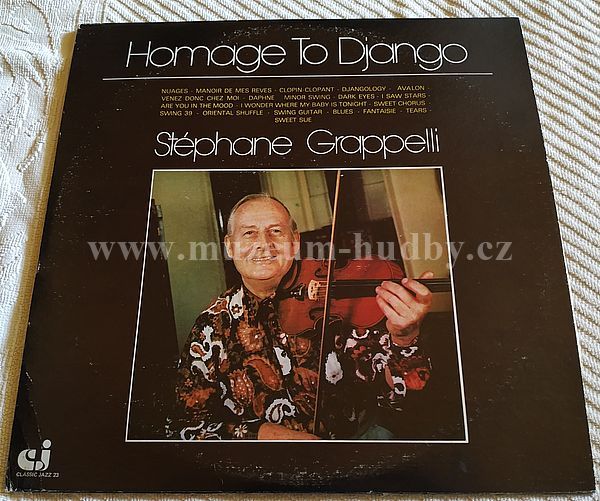 Homage To Django
NUAGES - MANOIR DE MES REVES - CLOPIN-CLOPANT - DJANGOLOGY - AVALON -
VENEZ DONC CHEZ MOI - DAPHNE - MINOR SWING - DARK EYES - I SAW STARS -
ARE YOU IN THE MOOD - I WONDER WHERE MY BABY IS TONIGHT - SWEET CHORUS -
SWING 39 - ORIENTAL SHUFFLE - SWING GUITAR - BLUES - FANTAISIE - TEARS -
SWEET SUE
Stéphane Grappelli
www.muzeum-hudby.cz
CJ
CLASSIC JAZZ 23